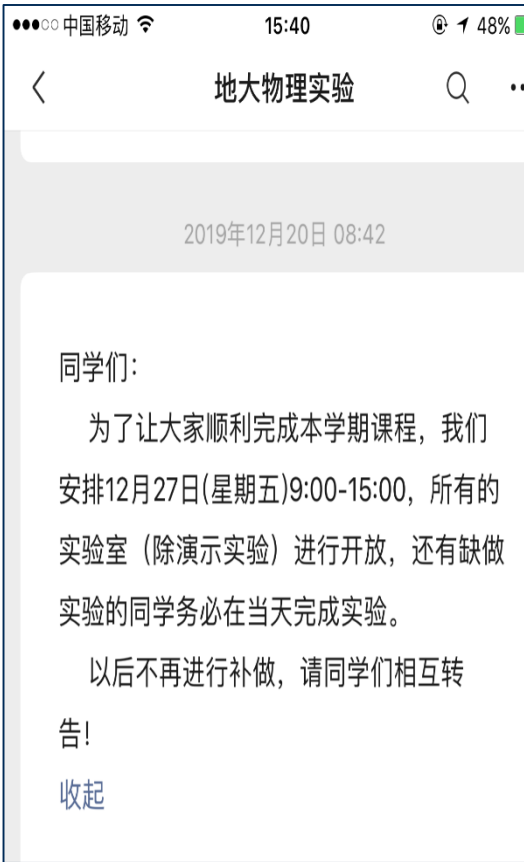 中国移动 15:40 48%
地大物理实验
2019年12月20日 08:42
同学们：
为了让大家顺利完成本学期课程，我们
安排12月27日(星期五)9:00-15:00，所有的
实验室（除演示实验）进行开放，还有缺做
实验的同学务必在当天完成实验。
以后不再进行补做，请同学们相互转
告！
收起